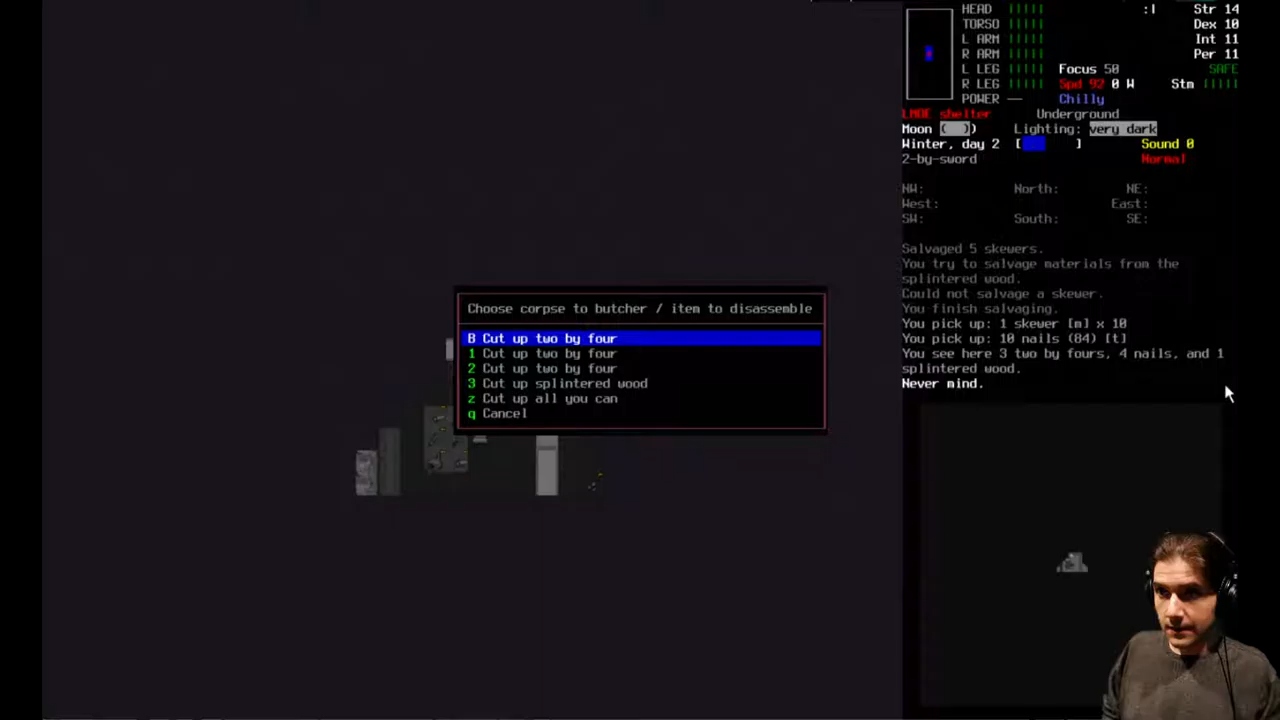 HEAD ||||| :| Str 14
TORSO ||||| Dex 10
L ARM ||||| Int 11
R ARM ||||| Per 11
L LEG ||||| Focus 50 SAFE
R LEG ||||| Spd 92 0 W Stm |||||
POWER —— Chilly
LMOE shelter Underground
Moon ( ) ) Lighting: very dark
Winter, day 2 [ ] Sound 0
2-by-sword Normal
NW: North: NE:
West: East:
SW: South: SE:
Salvaged 5 skewers.
You try to salvage materials from the
splintered wood.
Could not salvage a skewer.
You finish salvaging.
You pick up: 1 skewer [m] x 10
You pick up: 10 nails (84) [t]
You see here 3 two by fours, 4 nails, and 1
splintered wood.
Never mind.
Choose corpse to butcher / item to disassemble
B Cut up two by four
1 Cut up two by four
2 Cut up two by four
3 Cut up splintered wood
z Cut up all you can
q Cancel